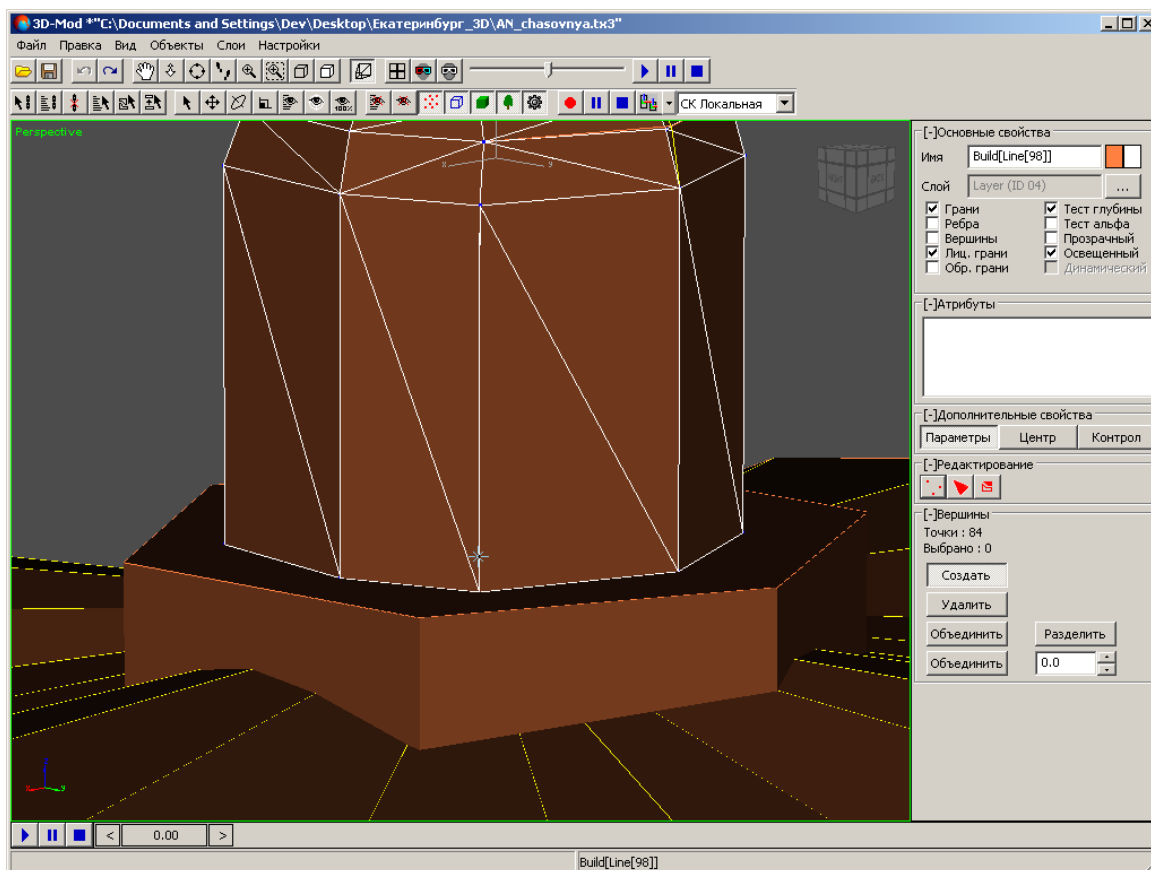 3D-Mod *"C:\Documents and Settings\Dev\Desktop\Екатеринбург_3D\AN_chasovnya.tx3"
Файл Правка Вид Объекты Слои Настройки
100%
СК Локальная
Perspective
x y
[-]Основные свойства
Имя Build[Line[98]]
Слой Layer (ID 04) ...
Грани Тест глубины
Ребра Тест альфа
Вершины Прозрачный
Лиц. грани Освещенный
Обр. грани Динамический
[-]Атрибуты
[-]Дополнительные свойства
Параметры Центр Контрол
[-]Редактирование
[-]Вершины
Точки : 84
Выбрано : 0
Создать
Удалить
Объединить Разделить
Объединить 0.0
< 0.00 >
Build[Line[98]]